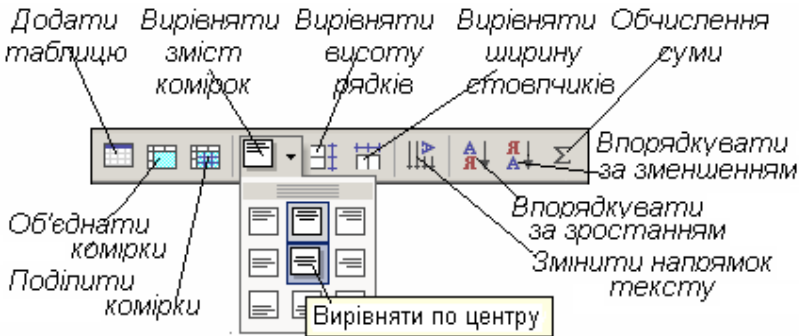 Додати
таблицю
Вирівняти
зміст
комірок
Вирівняти
висоту
рядків
Вирівняти
ширину
стовпчиків
Обчислення
суми
А
А
Я
Я
А
Σ
Впорядкувати
за зменшенням
Впорядкувати
за зростанням
Змінити напрямок
тексту
Об'єднати
комірки
Поділити
комірки
Вирівняти по центру